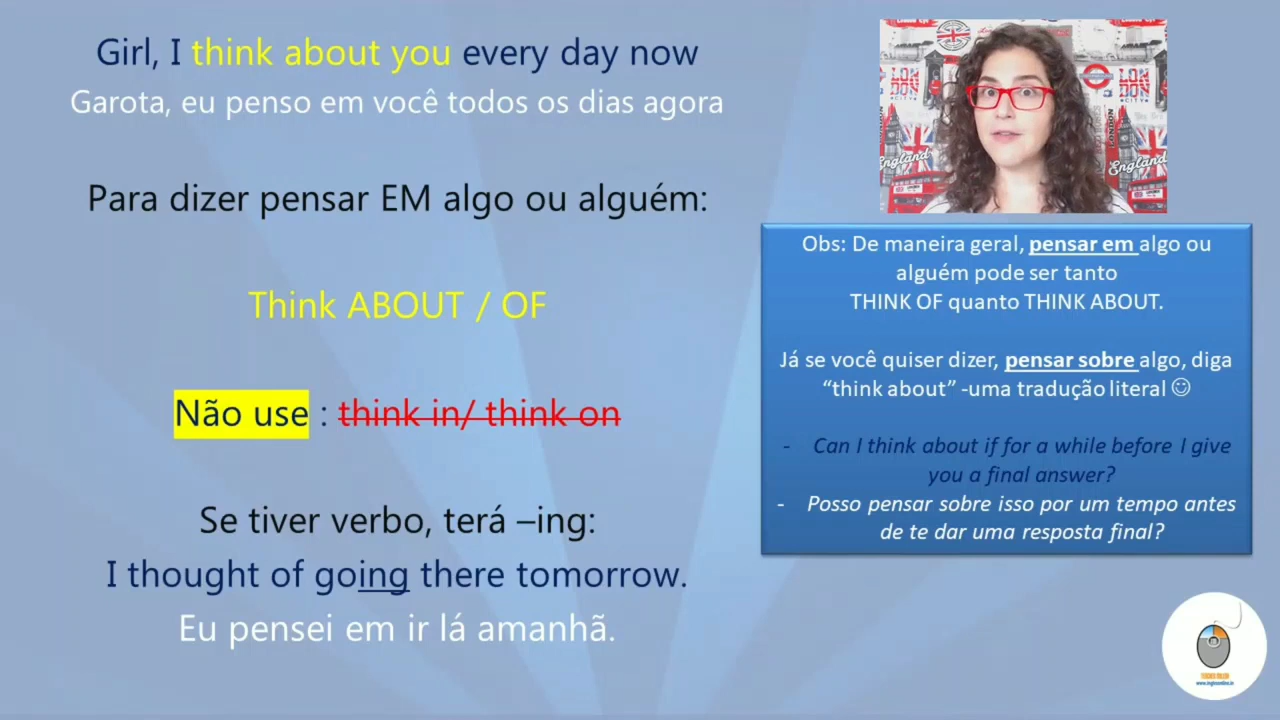 Girl, I think about you every day now
Garota, eu penso em você todos os dias agora
Para dizer pensar EM algo ou alguém:
Think ABOUT / OF
Não use : think in/ think on
Se tiver verbo, terá –ing:
I thought of going there tomorrow.
Eu pensei em ir lá amanhã.
LONDON
CITY
LONDON
CITY
England
England
Obs: De maneira geral, pensar em algo ou
alguém pode ser tanto
THINK OF quanto THINK ABOUT.
Já se você quiser dizer, pensar sobre algo, diga
“think about” -uma tradução literal ☺
- Can I think about if for a while before I give
you a final answer?
- Posso pensar sobre isso por um tempo antes
de te dar uma resposta final?